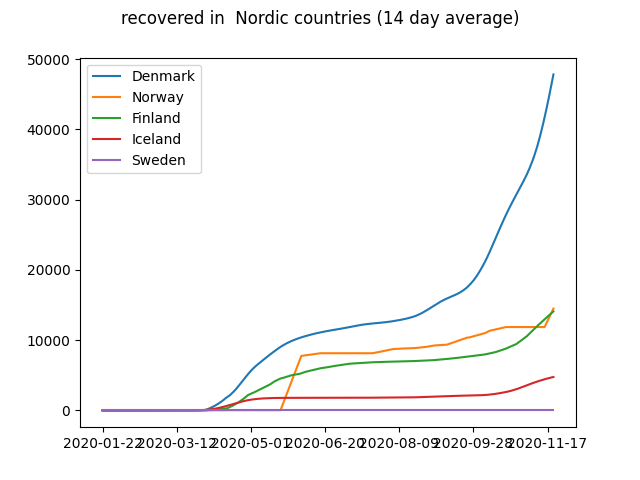 recovered in  Nordic countries (14 day average)
50000
40000
30000
20000
10000
0
Denmark
Norway
Finland
Iceland
Sweden
2020-01-22 2020-03-12 2020-05-01 2020-06-20 2020-08-09 2020-09-28 2020-11-17